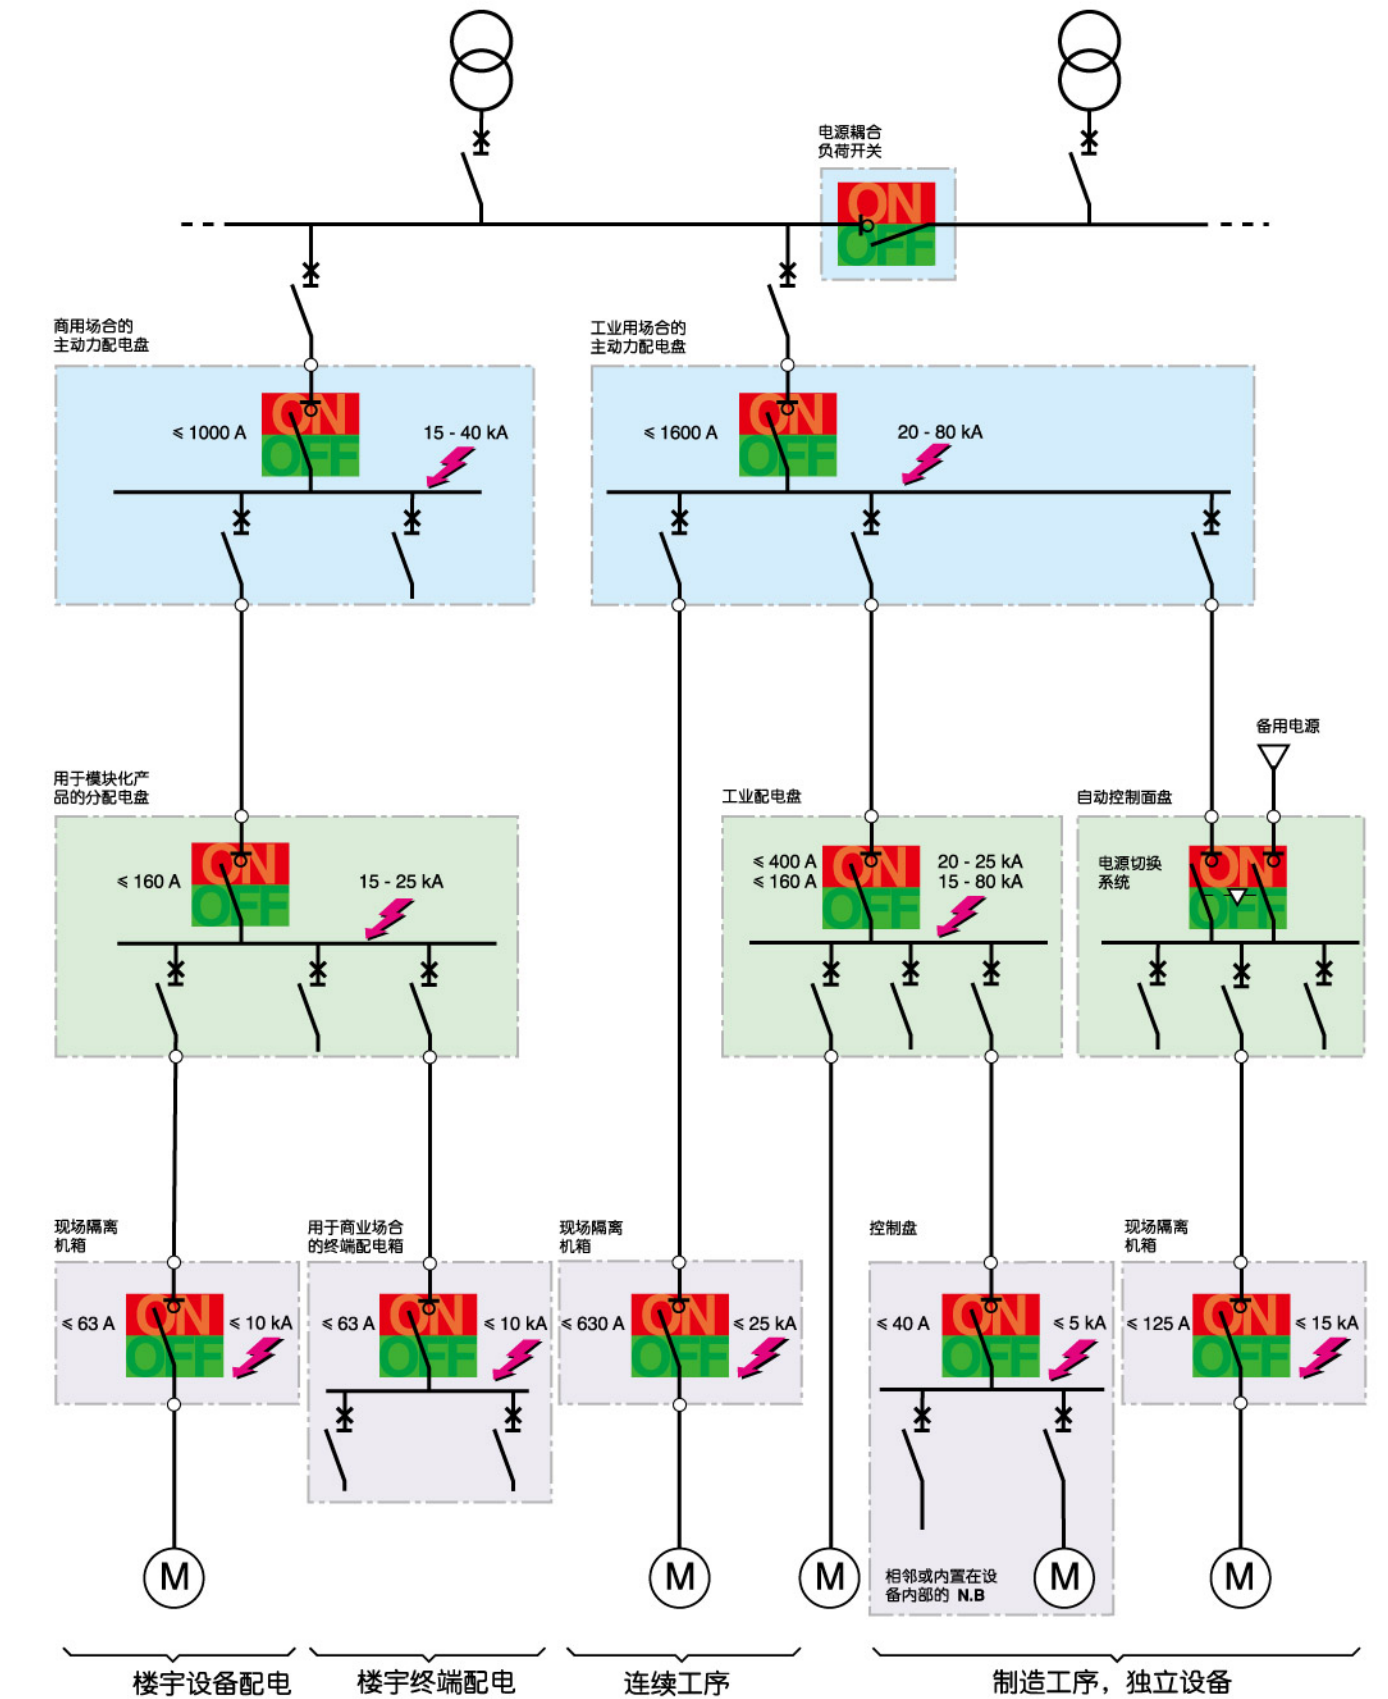 电源耦合
负荷开关
ON
OFF
商用场合的
主动力配电盘
≤ 1000 A
ON
OFF
15 - 40 kA
工业用场合的
主动力配电盘
≤ 1600 A
ON
OFF
20 - 80 kA
备用电源
用于模块化产
品的分配电盘
≤ 160 A
ON
OFF
15 - 25 kA
工业配电盘
≤ 400 A
≤ 160 A
ON
OFF
20 - 25 kA
15 - 80 kA
自动控制面盘
电源切换
系统
ON
OFF
现场隔离
机箱
≤ 63 A
ON
OFF
≤ 10 kA
用于商业场合
的终端配电箱
≤ 63 A
ON
OFF
≤ 10 kA
现场隔离
机箱
≤ 630 A
ON
OFF
≤ 25 kA
控制盘
≤ 40 A
ON
OFF
≤ 5 kA
现场隔离
机箱
≤ 125 A
ON
OFF
≤ 15 kA
M
M
M
相邻或内置在设
备内部的 N.B
M
M
楼宇设备配电
楼宇终端配电
连续工序
制造工序，独立设备